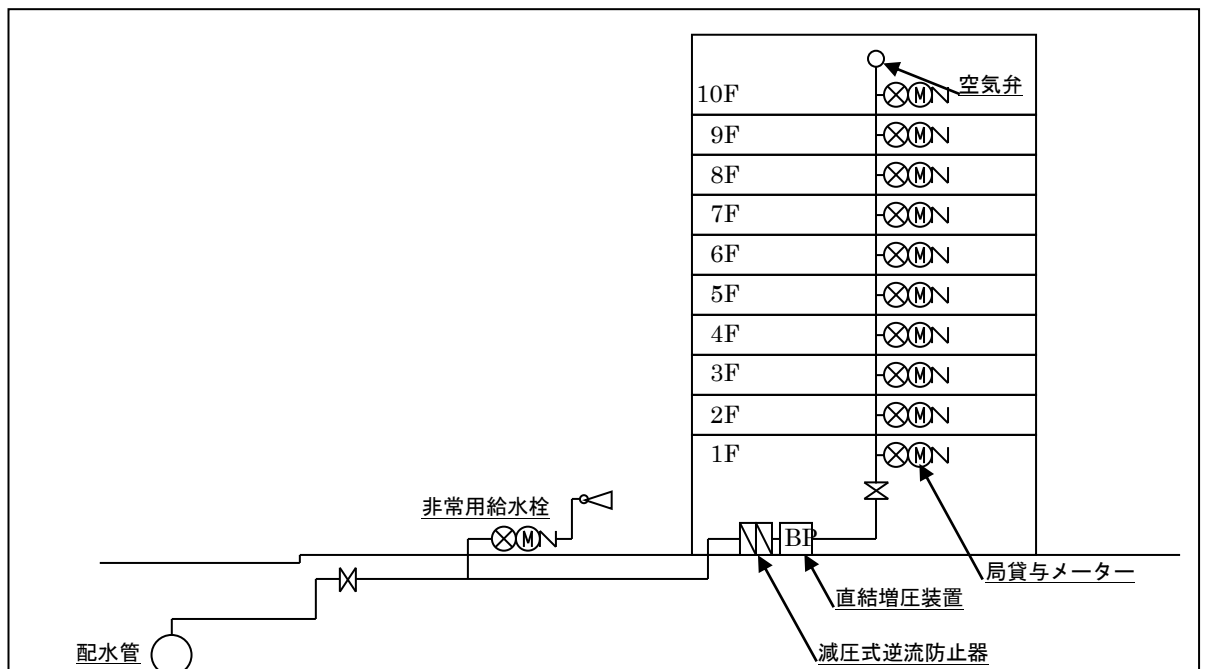 空気弁
10F
9F
8F
7F
6F
5F
4F
3F
2F
1F
M
M
M
M
M
M
M
M
M
M
非常用給水栓
M
BP
局貸与メーター
直結増圧装置
配水管
減圧式逆流防止器